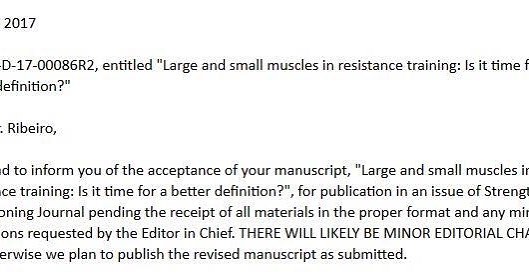 2017
-D-17-00086R2, entitled "Large and small muscles in resistance training: Is it time f
definition?"
. Ribeiro,
d to inform you of the acceptance of your manuscript, "Large and small muscles in
ce training: Is it time for a better definition?", for publication in an issue of Strengt
oning Journal pending the receipt of all materials in the proper format and any min
ons requested by the Editor in Chief. THERE WILL LIKELY BE MINOR EDITORIAL CHA
erwise we plan to publish the revised manuscript as submitted.